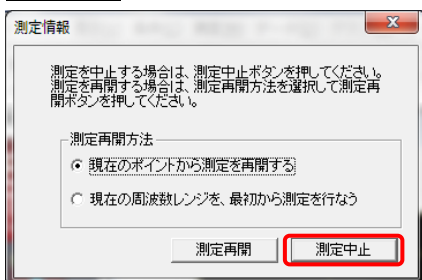 測定情報
測定を中止する場合は、測定中止ボタンを押してください。
測定を再開する場合は、測定再開方法を選択して測定再
開ボタンを押してください。
測定再開方法
現在のポイントから測定を再開する
現在の周波数レンジを、最初から測定を行なう
測定再開
測定中止